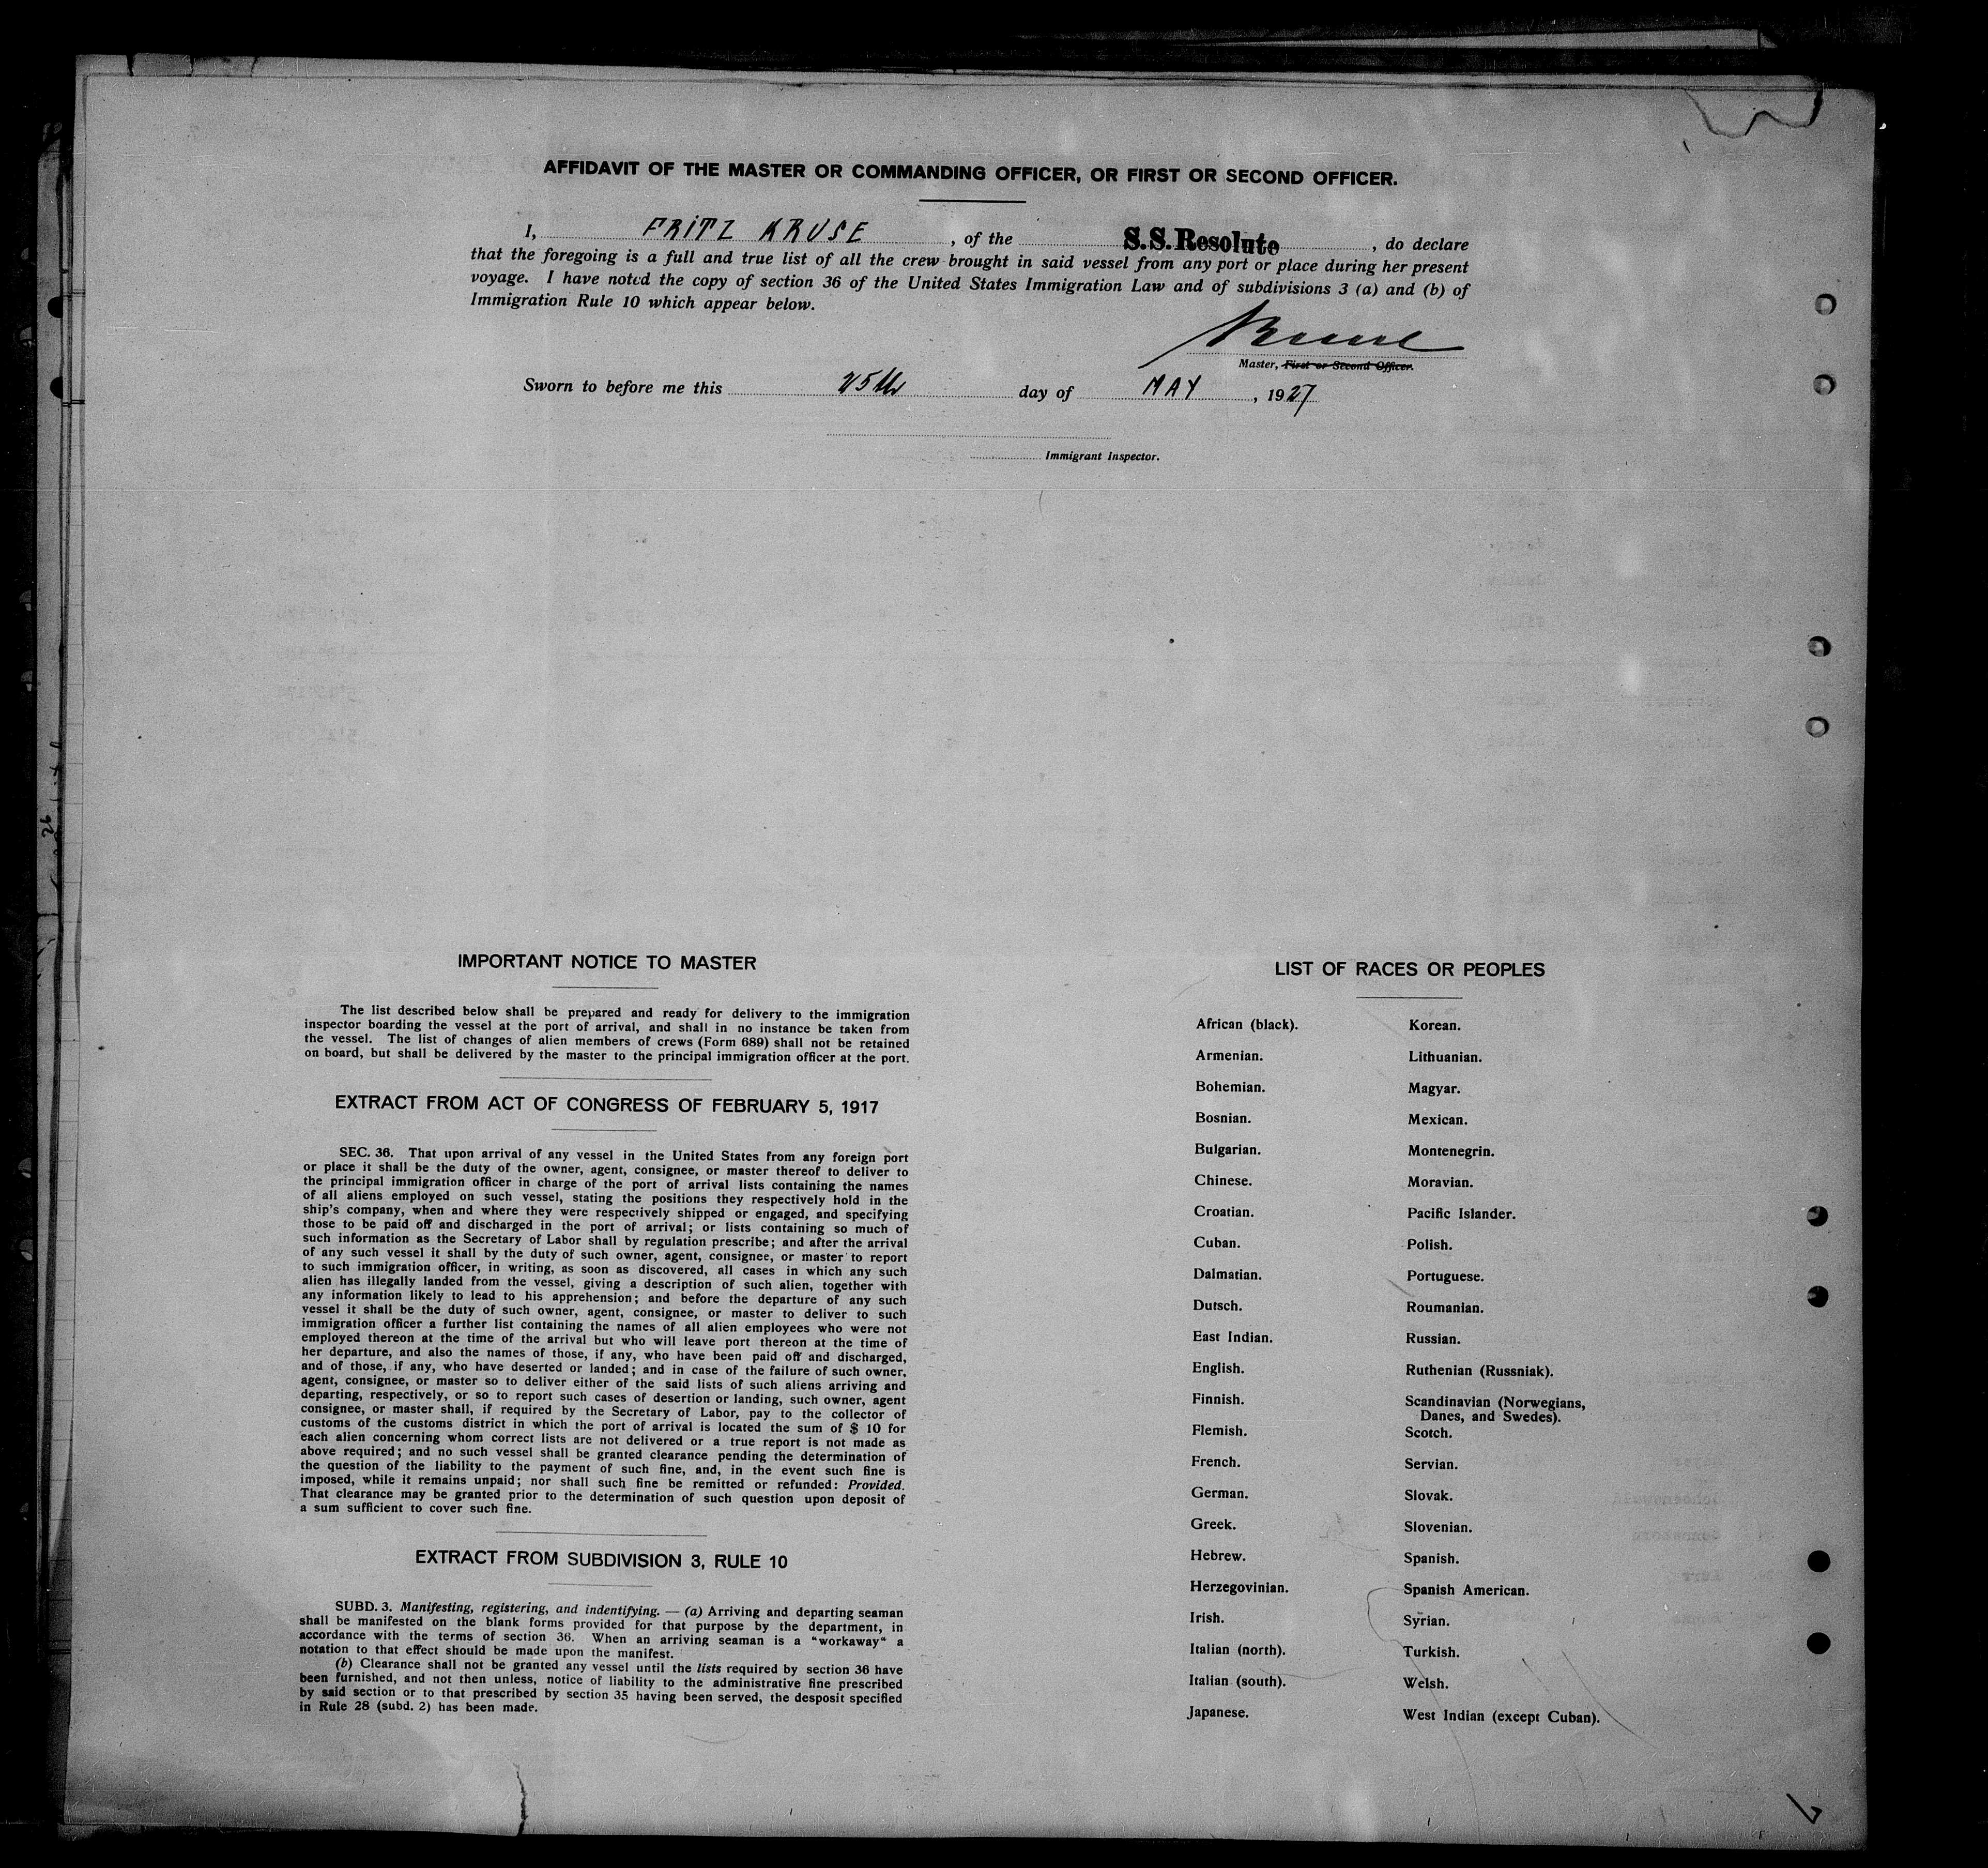 AFFIDAVIT OF THE MASTER OR COMMANDING OFFICER, OR FIRST OR SECOND OFFICER.
I, FRITZ KRUSE, of the S.S. Resolute, do declare
that the foregoing is a full and true list of all the crew brought in said vessel from any port or place during her present
voyage. I have noted the copy of section 36 of the United States Immigration Law and of subdivisions 3 (a) and (b) of
Immigration Rule 10 which appear below.
Kruse
Master, First or Second Officer.
Sworn to before me this 25th day of MAY, 1927
Immigrant Inspector.
IMPORTANT NOTICE TO MASTER
The list described below shall be prepared and ready for delivery to the immigration
inspector boarding the vessel at the port of arrival, and shall in no instance be taken from
the vessel. The list of changes of alien members of crews (Form 689) shall not be retained
on board, but shall be delivered by the master to the principal immigration officer at the port.
EXTRACT FROM ACT OF CONGRESS OF FEBRUARY 5, 1917
SEC. 36. That upon arrival of any vessel in the United States from any foreign port
or place it shall be the duty of the owner, agent, consignee, or master thereof to deliver to
the principal immigration officer in charge of the port of arrival lists containing the names
of all aliens employed on such vessel, stating the positions they respectively hold in the
ship's company, when and where they were respectively shipped or engaged, and specifying
those to be paid off and discharged in the port of arrival; or lists containing so much of
such information as the Secretary of Labor shall by regulation prescribe; and after the arrival
of any such vessel it shall by the duty of such owner, agent, consignee, or master to report
to such immigration officer, in writing, as soon as discovered, all cases in which any such
alien has illegally landed from the vessel, giving a description of such alien, together with
any information likely to lead to his apprehension; and before the departure of any such
vessel it shall be the duty of such owner, agent, consignee, or master to deliver to such
immigration officer a further list containing the names of all alien employees who were not
employed thereon at the time of the arrival but who will leave port thereon at the time of
her departure, and also the names of those, if any, who have been paid off and discharged,
and of those, if any, who have deserted or landed; and in case of the failure of such owner,
agent, consignee, or master so to deliver either of the said lists of such aliens arriving and
departing, respectively, or so to report such cases of desertion or landing, such owner, agent
consignee, or master shall, if required by the Secretary of Labor, pay to the collector of
customs of the customs district in which the port of arrival is located the sum of $ 10 for
each alien concerning whom correct lists are not delivered or a true report is not made as
above required; and no such vessel shall be granted clearance pending the determination of
the question of the liability to the payment of such fine, and, in the event such fine is
imposed, while it remains unpaid; nor shall such fine be remitted or refunded: Provided.
That clearance may be granted prior to the determination of such question upon deposit of
a sum sufficient to cover such fine.
EXTRACT FROM SUBDIVISION 3, RULE 10
SUBD. 3. Manifesting, registering, and indentifying. — (a) Arriving and departing seaman
shall be manifested on the blank forms provided for that purpose by the department, in
accordance with the terms of section 36. When an arriving seaman is a "workaway" a
notation to that effect should be made upon the manifest.
(b) Clearance shall not be granted any vessel until the lists required by section 36 have
been furnished, and not then unless, notice of liability to the administrative fine prescribed
by said section or to that prescribed by section 35 having been served, the desposit specified
in Rule 28 (subd. 2) has been made.
LIST OF RACES OR PEOPLES
African (black).
Armenian.
Bohemian.
Bosnian.
Bulgarian.
Chinese.
Croatian.
Cuban.
Dalmatian.
Dutsch.
East Indian.
English.
Finnish.
Flemish.
French.
German.
Greek.
Hebrew.
Herzegovinian.
Irish.
Italian (north).
Italian (south).
Japanese.
Korean.
Lithuanian.
Magyar.
Mexican.
Montenegrin.
Moravian.
Pacific Islander.
Polish.
Portuguese.
Roumanian.
Russian.
Ruthenian (Russniak).
Scandinavian (Norwegians,
Danes, and Swedes).
Scotch.
Servian.
Slovak.
Slovenian.
Spanish.
Spanish American.
Syrian.
Turkish.
Welsh.
West Indian (except Cuban).